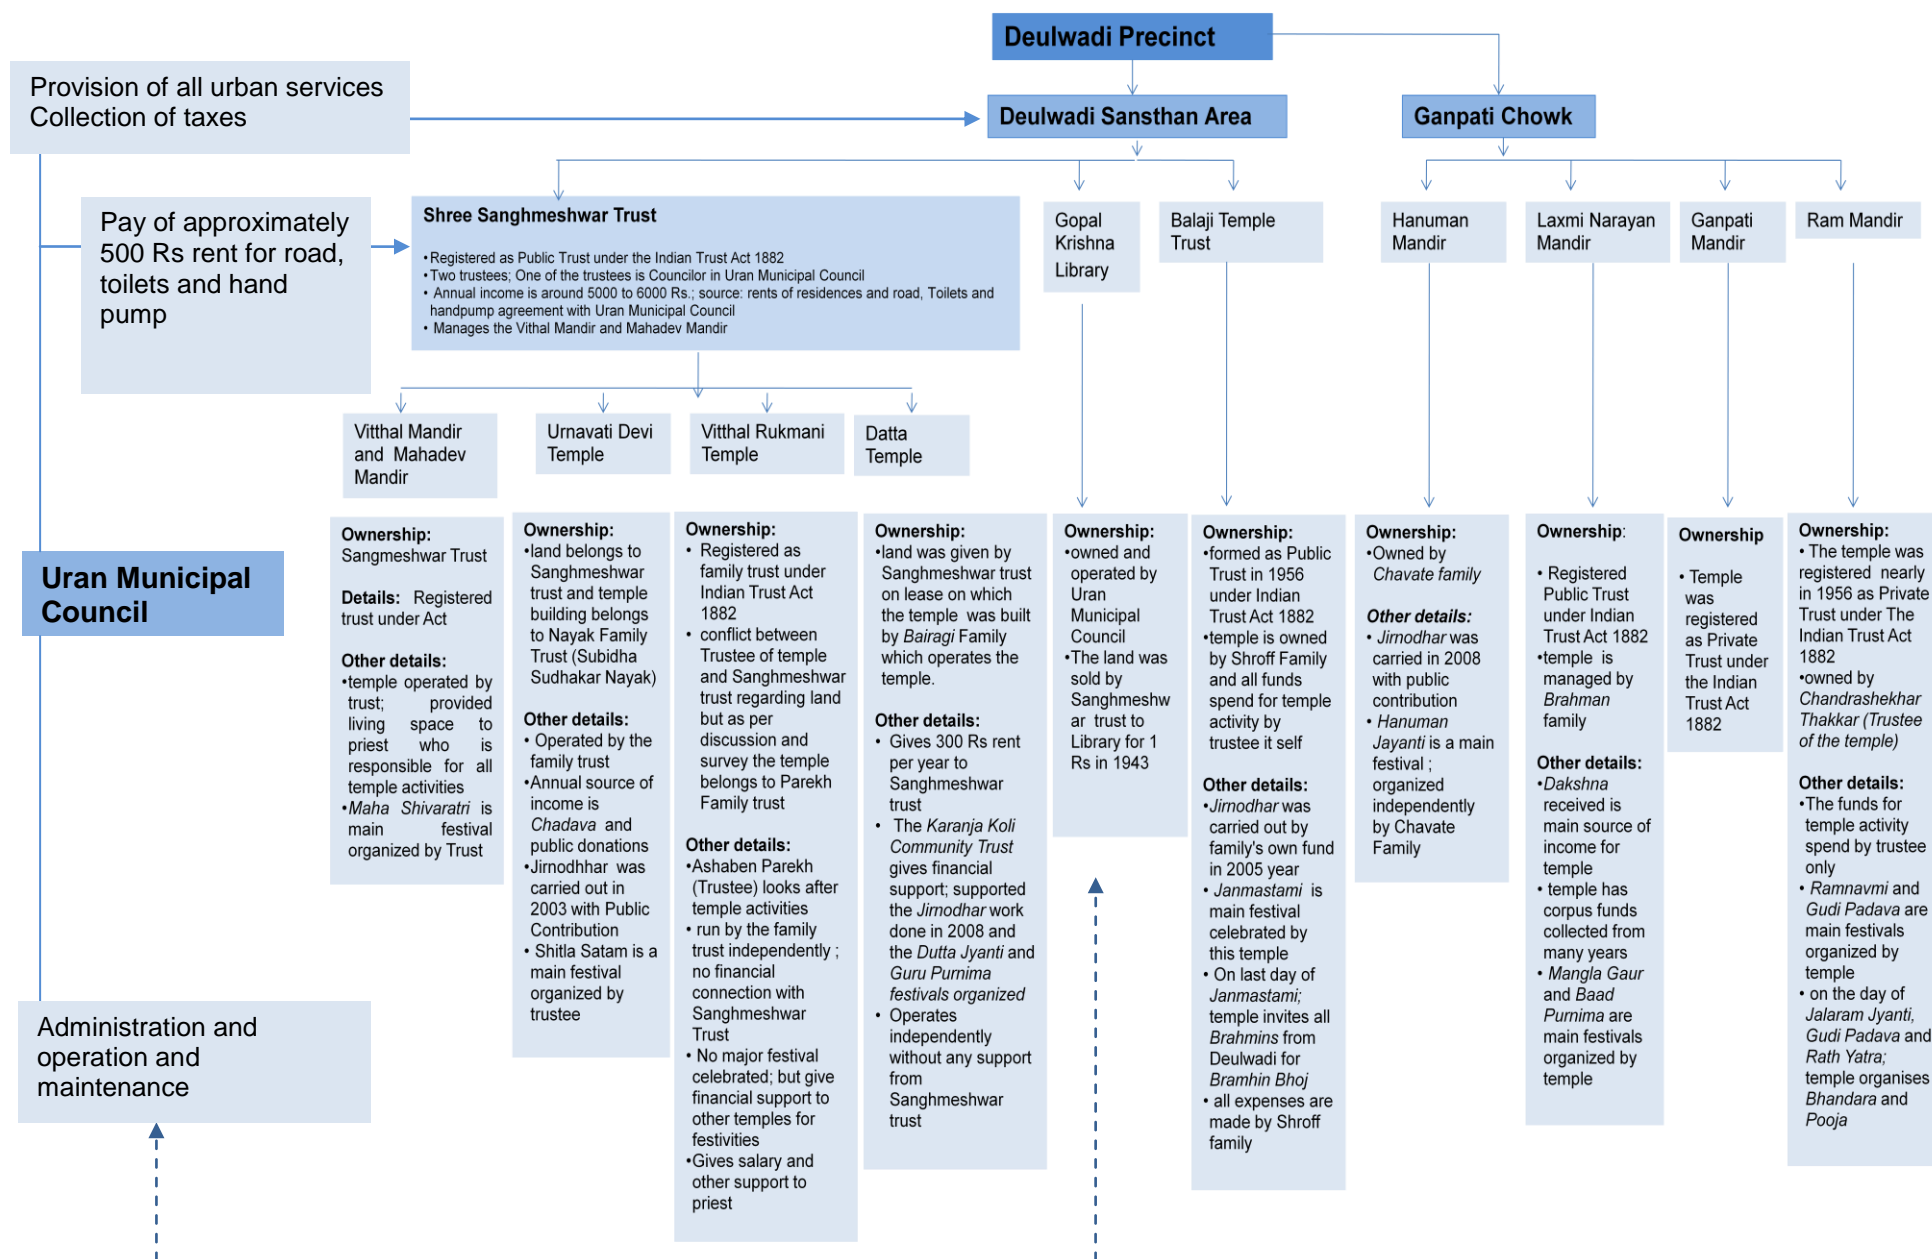 Deulwadi Precinct
Provision of all urban services
Collection of taxes
Deulwadi Sansthan Area
Ganpati Chowk
Pay of approximately
500 Rs rent for road,
toilets and hand
pump
Shree Sanghmeshwar Trust
•Registered as Public Trust under the Indian Trust Act 1882
•Two trustees; One of the trustees is Councilor in Uran Municipal Council
• Annual income is around 5000 to 6000 Rs.; source: rents of residences and road, Toilets and
handpump agreement with Uran Municipal Council
• Manages the Vithal Mandir and Mahadev Mandir
Gopal
Krishna
Library
Balaji Temple
Trust
Hanuman
Mandir
Laxmi Narayan
Mandir
Ganpati
Mandir
Ram Mandir
Vitthal Mandir
and Mahadev
Mandir
Urnavati Devi
Temple
Vitthal Rukmani
Temple
Datta
Temple
Uran Municipal
Council
Administration and
operation and
maintenance
Ownership:
Sangmeshwar Trust
Details: Registered
trust under Act
Other details:
•temple operated by
trust; provided
living space to
priest who is
responsible for all
temple activities
•Maha Shivaratri is
main festival
organized by Trust
Ownership:
•land belongs to
Sanghmeshwar
trust and temple
building belongs
to Nayak Family
Trust (Subidha
Sudhakar Nayak)
Other details:
• Operated by the
family trust
•Annual source of
income is
Chadava and
public donations
•Jirnodhhar was
carried out in
2003 with Public
Contribution
• Shitla Satam is a
main festival
organized by
trustee
Ownership:
• Registered as
family trust under
Indian Trust Act
1882
• conflict between
Trustee of temple
and Sanghmeshwar
trust regarding land
but as per
discussion and
survey the temple
belongs to Parekh
Family trust
Other details:
•Ashaben Parekh
(Trustee) looks after
temple activities
• run by the family
trust independently ;
no financial
connection with
Sanghmeshwar
Trust
• No major festival
celebrated; but give
financial support to
other temples for
festivities
•Gives salary and
other support to
priest
Ownership:
•land was given by
Sanghmeshwar trust
on lease on which
the temple was built
by Bairagi Family
which operates the
temple.
Other details:
• Gives 300 Rs rent
per year to
Sanghmeshwar
trust
• The Karanja Koli
Community Trust
gives financial
support; supported
the Jirnodhar work
done in 2008 and
the Dutta Jyanti and
Guru Purnima
festivals organized
• Operates
independently
without any support
from
Sanghmeshwar
trust
Ownership:
•owned and
operated by
Uran
Municipal
Council
•The land was
sold by
Sanghmeshw
ar trust to
Library for 1
Rs in 1943
Ownership:
•formed as Public
Trust in 1956
under Indian
Trust Act 1882
•temple is owned
by Shroff Family
and all funds
spend for temple
activity by
trustee it self
Other details:
•Jirnodhar was
carried out by
family's own fund
in 2005 year
• Janmastami is
main festival
celebrated by
this temple
• On last day of
Janmastami;
temple invites all
Brahmins from
Deulwadi for
Bramhin Bhoj
• all expenses are
made by Shroff
family
Ownership:
•Owned by
Chavate family
Other details:
• Jirnodhar was
carried in 2008
with public
contribution
• Hanuman
Jayanti is a main
festival ;
organized
independently
by Chavate
Family
Ownership:
• Registered
Public Trust
under Indian
Trust Act 1882
•temple is
managed by
Brahman
family
Other details:
•Dakshna
received is
main source of
income for
temple
• temple has
corpus funds
collected from
many years
• Mangla Gaur
and Baad
Purnima are
main festivals
organized by
temple
Ownership
• Temple
was
registered
as Private
Trust under
the Indian
Trust Act
1882
Ownership:
• The temple was
registered nearly
in 1956 as Private
Trust under The
Indian Trust Act
1882
•owned by
Chandrashekhar
Thakkar (Trustee
of the temple)
Other details:
•The funds for
temple activity
spend by trustee
only
• Ramnavmi and
Gudi Padava are
main festivals
organized by
temple
• on the day of
Jalaram Jyanti,
Gudi Padava and
Rath Yatra;
temple organises
Bhandara and
Pooja